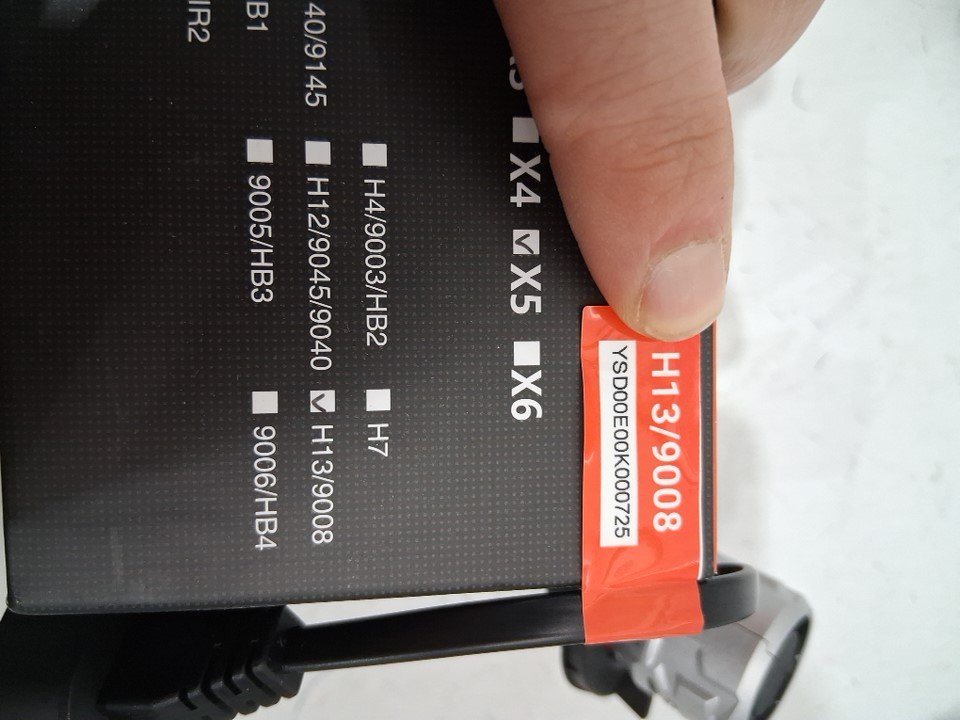 H13/9008
YSD00E00K000725
X4 X5 X6
H4/9003/HB2 H7
40/9145 H12/9045/9040 H13/9008
B1 9005/HB3 9006/HB4
IR2